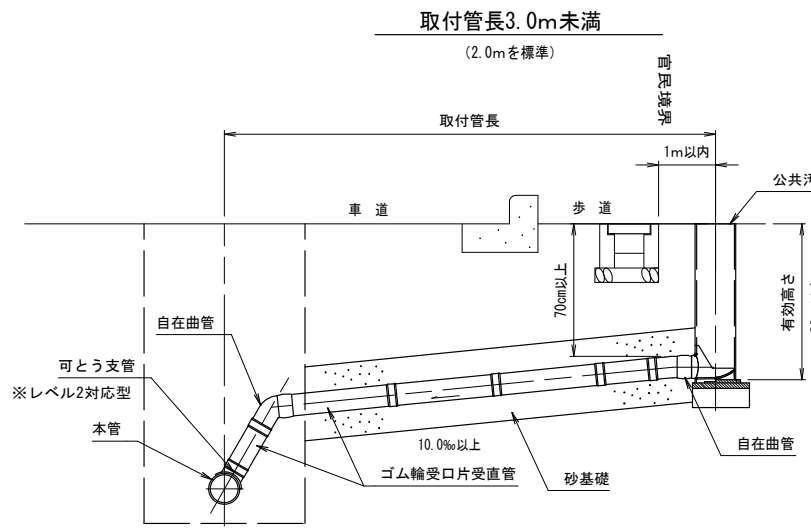 取付管長3.0m未満
(2.0mを標準)
官民境界
取付管長
1m以内
公共汚
車 道
歩 道
70cm以上
有効高さ
自在曲管
可とう支管
※レベル2対応型
本管
10.0‰以上
自在曲管
ゴム輪受口片受直管
砂基礎